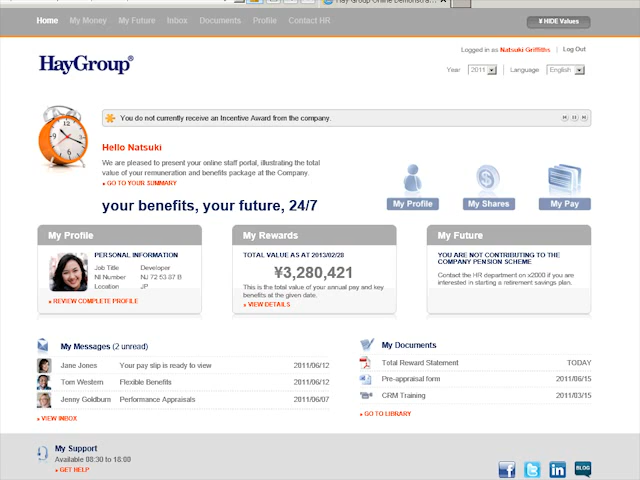 Hay Group Online Demonstra...
Home My Money My Future Inbox Documents Profile Contact HR
¥ HIDE Values
Logged in as Natsuki Griffiths | Log Out
HayGroup®
Year 2011 | Language English
You do not currently receive an Incentive Award from the company.
Hello Natsuki
We are pleased to present your online staff portal, illustrating the total
value of your remuneration and benefits package at the Company.
» GO TO YOUR SUMMARY
your benefits, your future, 24/7
My Profile My Shares My Pay
My Profile
PERSONAL INFORMATION
Job Title Developer
NI Number NJ 72 53 87 B
Location JP
» REVIEW COMPLETE PROFILE
My Rewards
TOTAL VALUE AS AT 2013/02/28
¥3,280,421
This is the total value of your annual pay and key
benefits at the given date.
» VIEW DETAILS
My Future
YOU ARE NOT CONTRIBUTING TO THE
COMPANY PENSION SCHEME
Contact the HR department on x2000 if you are
interested in starting a retirement savings plan.
My Messages (2 unread)
Jane Jones Your pay slip is ready to view 2011/06/12
Tom Western Flexible Benefits 2011/06/12
Jenny Goldburn Performance Appraisals 2011/06/07
» VIEW INBOX
My Documents
Total Reward Statement TODAY
Pre-appraisal form 2011/06/15
CRM Training 2011/03/15
» GO TO LIBRARY
My Support
Available 08:30 to 18:00
» GET HELP
BLOG